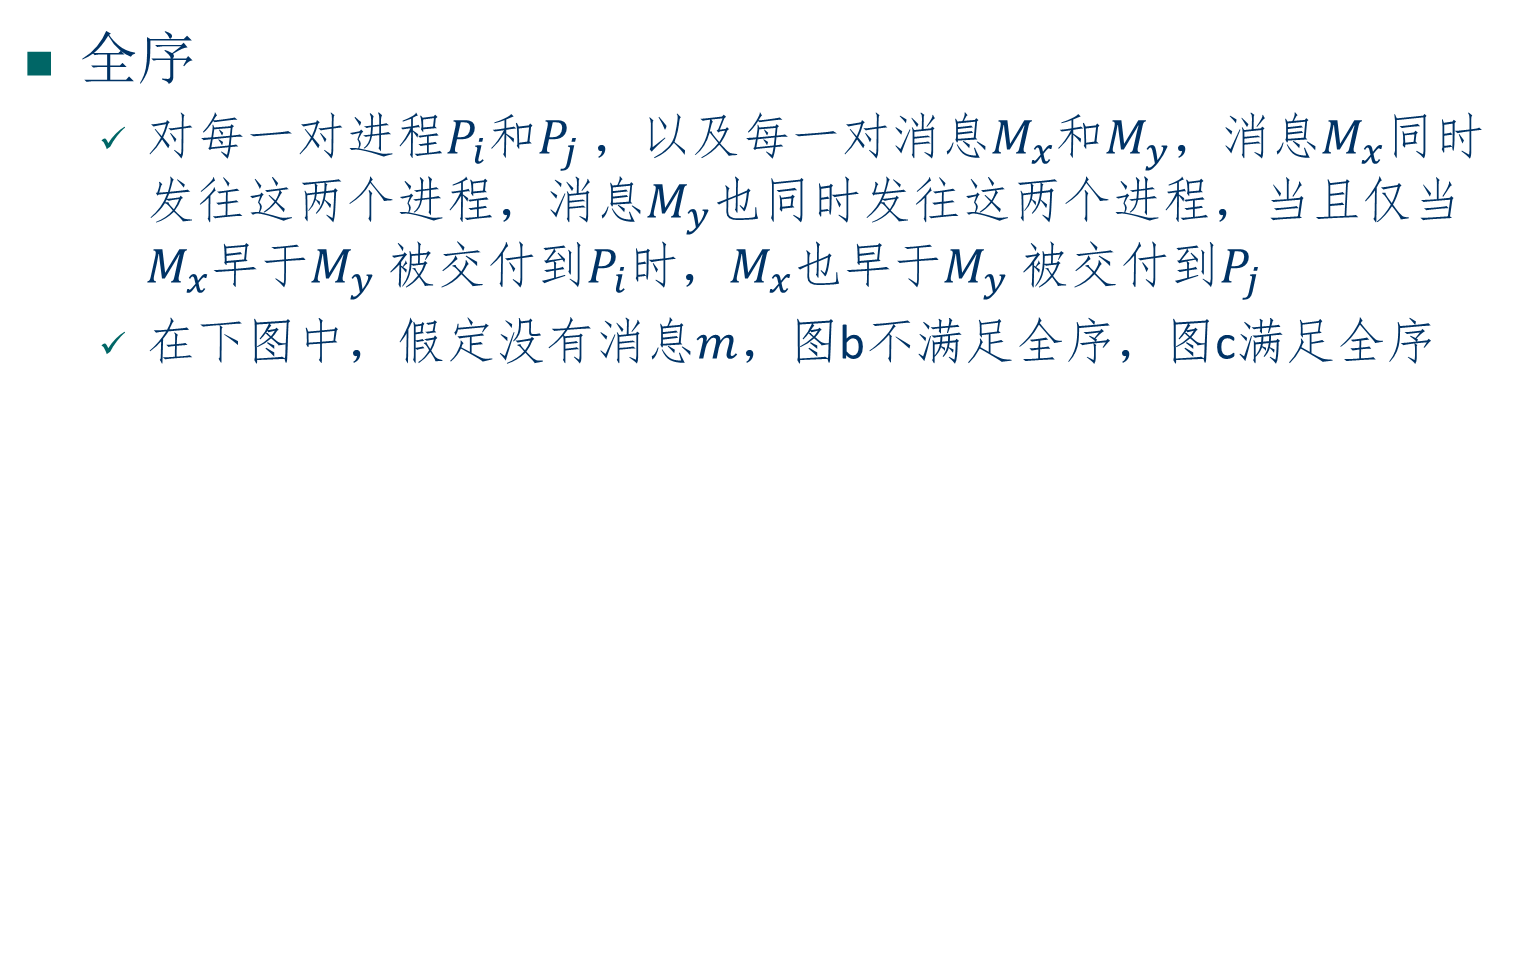 ■ 全序
✓ 对每一对进程𝑷𝒊和𝑷𝒋 ，以及每一对消息𝑴𝒙和𝑴𝒚，消息𝑴𝒙同时
发往这两个进程，消息𝑴𝒚也同时发往这两个进程，当且仅当
𝑴𝒙早于𝑴𝒚 被交付到𝑷𝒊时，𝑴𝒙也早于𝑴𝒚 被交付到𝑷𝒋
✓ 在下图中，假定没有消息𝒎，图b不满足全序，图c满足全序